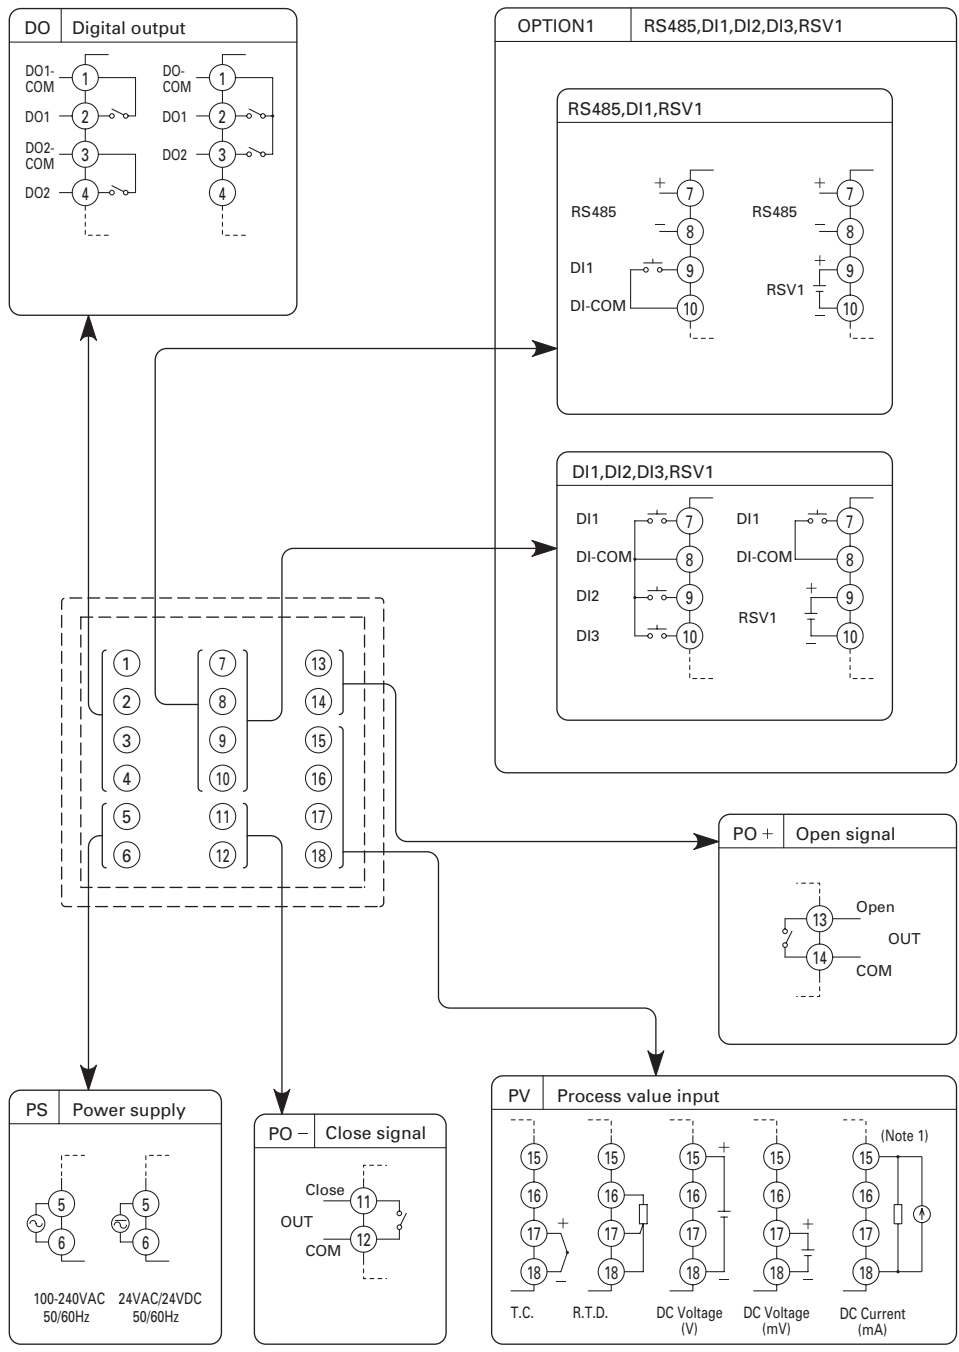 DO Digital output
DO1-
COM
1
DO1
2
DO2-
COM
3
DO2
4
DO-
COM
1
DO1
2
DO2
3
4
OPTION1 RS485,DI1,DI2,DI3,RSV1
RS485,DI1,RSV1
RS485
+
7
−
8
DI1
9
DI-COM
10
RS485
+
7
−
8
RSV1
+
9
−
10
DI1,DI2,DI3,RSV1
DI1
7
DI-COM
8
DI2
9
DI3
10
DI1
7
DI-COM
8
RSV1
+
9
−
10
1 7 13
2 8 14
3 9 15
4 10 16
5 11 17
6 12 18
PO + Open signal
13 Open
OUT
14
COM
PS Power supply
5 5
6 6
100-240VAC
50/60Hz
24VAC/24VDC
50/60Hz
PO − Close signal
Close
11
OUT
12
COM
PV Process value input
15
16
17
+
18
−
T.C.
15
16
17
18
R.T.D.
15
+
16
17
18
−
DC Voltage
(V)
15
16
17
+
18
−
DC Voltage
(mV)
(Note 1)
15
16
17
18
DC Current
(mA)